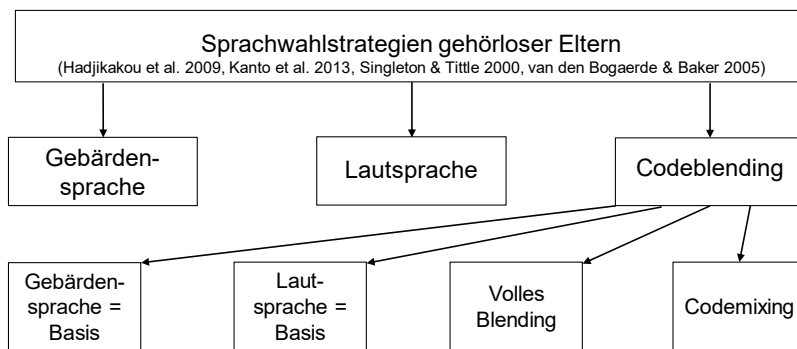 Sprachwahlstrategien gehörloser Eltern
(Hadjikakou et al. 2009, Kanto et al. 2013, Singleton & Tittle 2000, van den Bogaerde & Baker 2005)
Gebärden-
sprache
Lautsprache
Codeblending
Gebärden-
sprache =
Basis
Laut-
sprache =
Basis
Volles
Blending
Codemixing